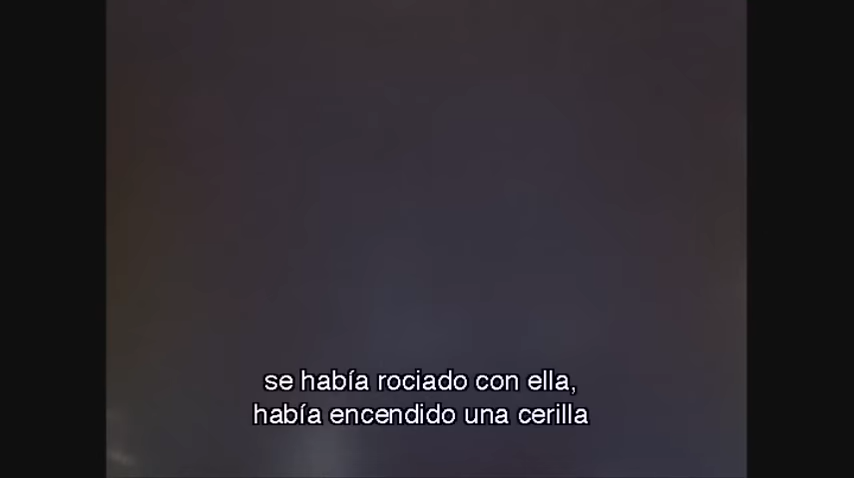 se había rociado con ella,
había encendido una cerilla